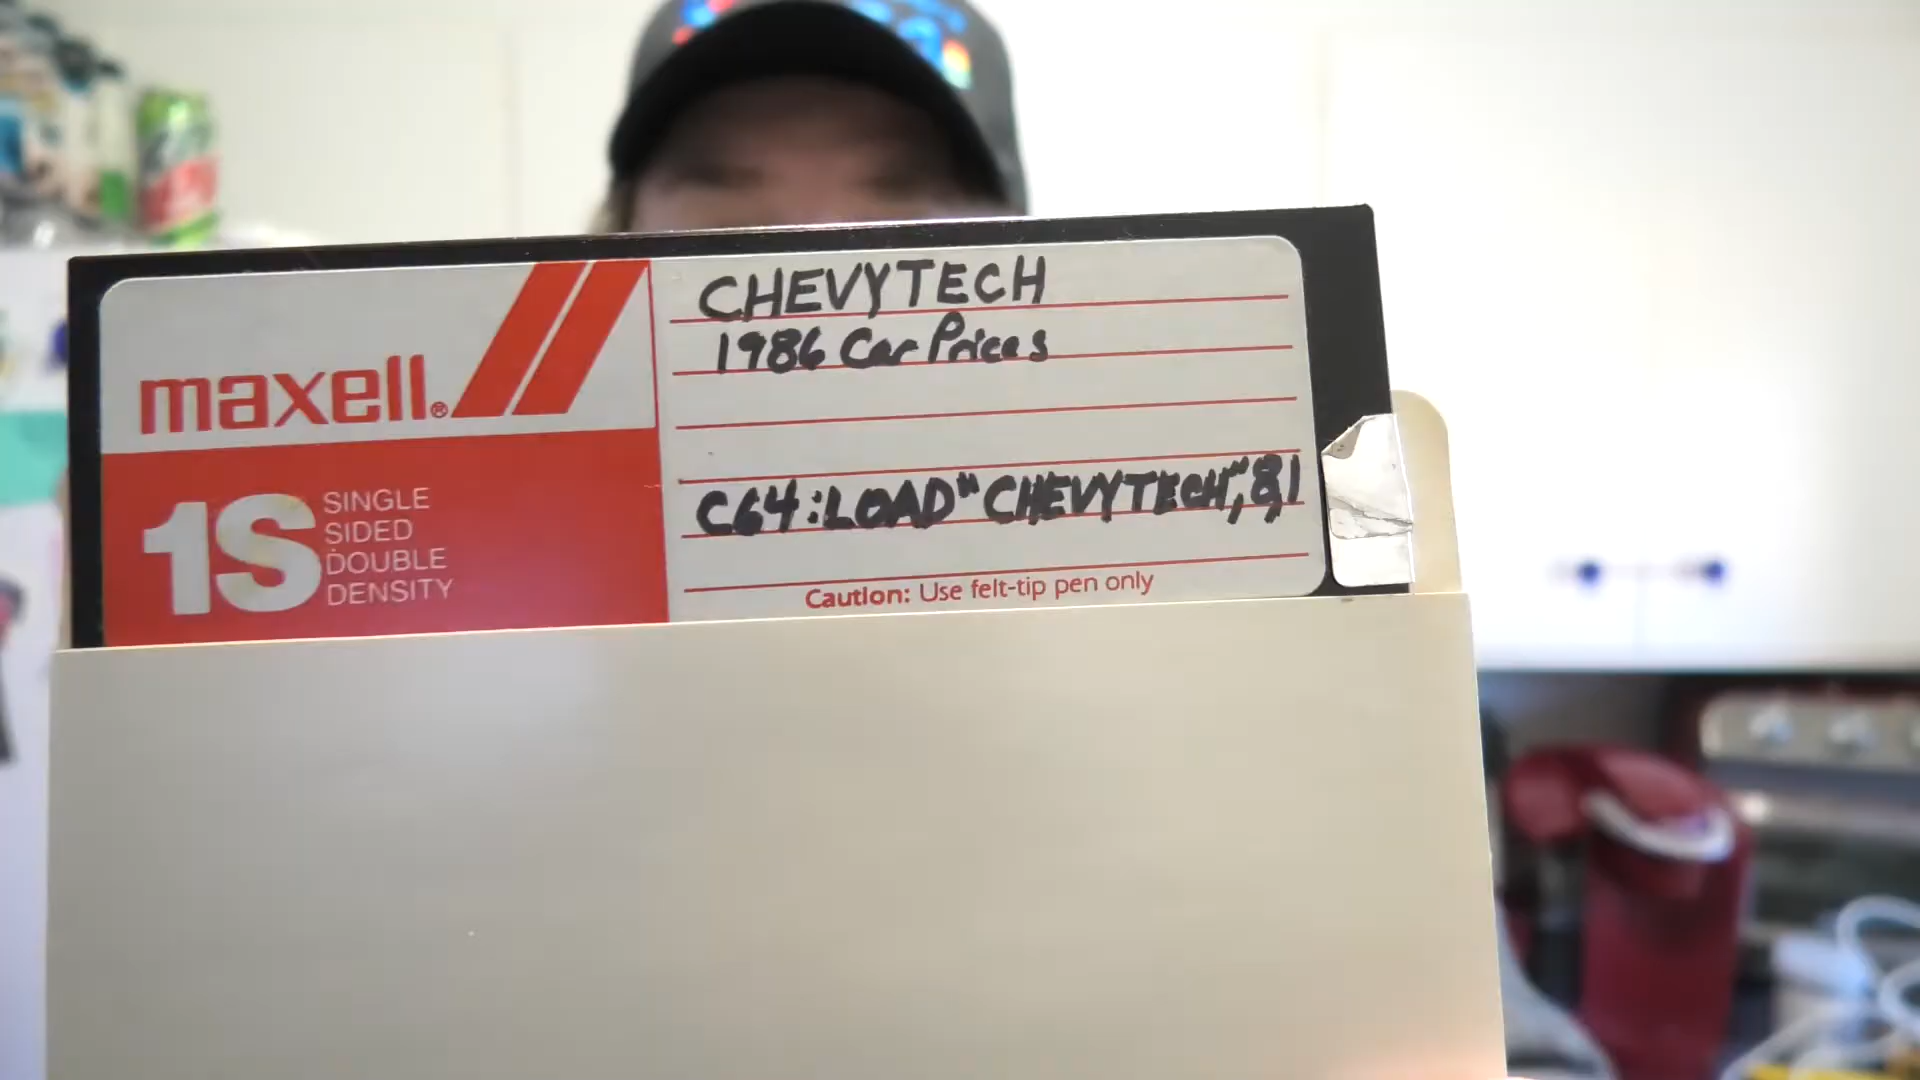 maxell®
1S
SINGLE
SIDED
DOUBLE
DENSITY
CHEVYTECH
1986 Car Prices
C64:LOAD"CHEVYTECH",8,1
Caution: Use felt-tip pen only